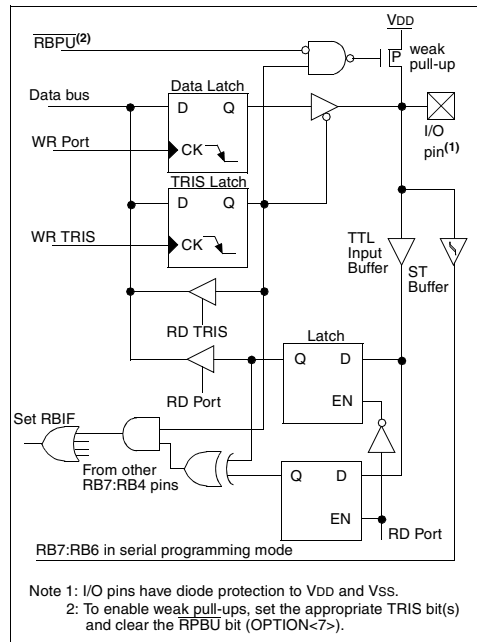 VDD
RBPU(2)
P
weak
pull-up
Data Latch
Data bus
D Q
WR Port
CK
I/O
pin(1)
TRIS Latch
D Q
WR TRIS
CK
TTL
Input
Buffer
ST
Buffer
RD TRIS
Latch
Q D
RD Port
EN
Set RBIF
From other
RB7:RB4 pins
Q D
EN
RD Port
RB7:RB6 in serial programming mode
Note 1: I/O pins have diode protection to VDD and VSS.
2: To enable weak pull-ups, set the appropriate TRIS bit(s)
and clear the RPBU bit (OPTION<7>).